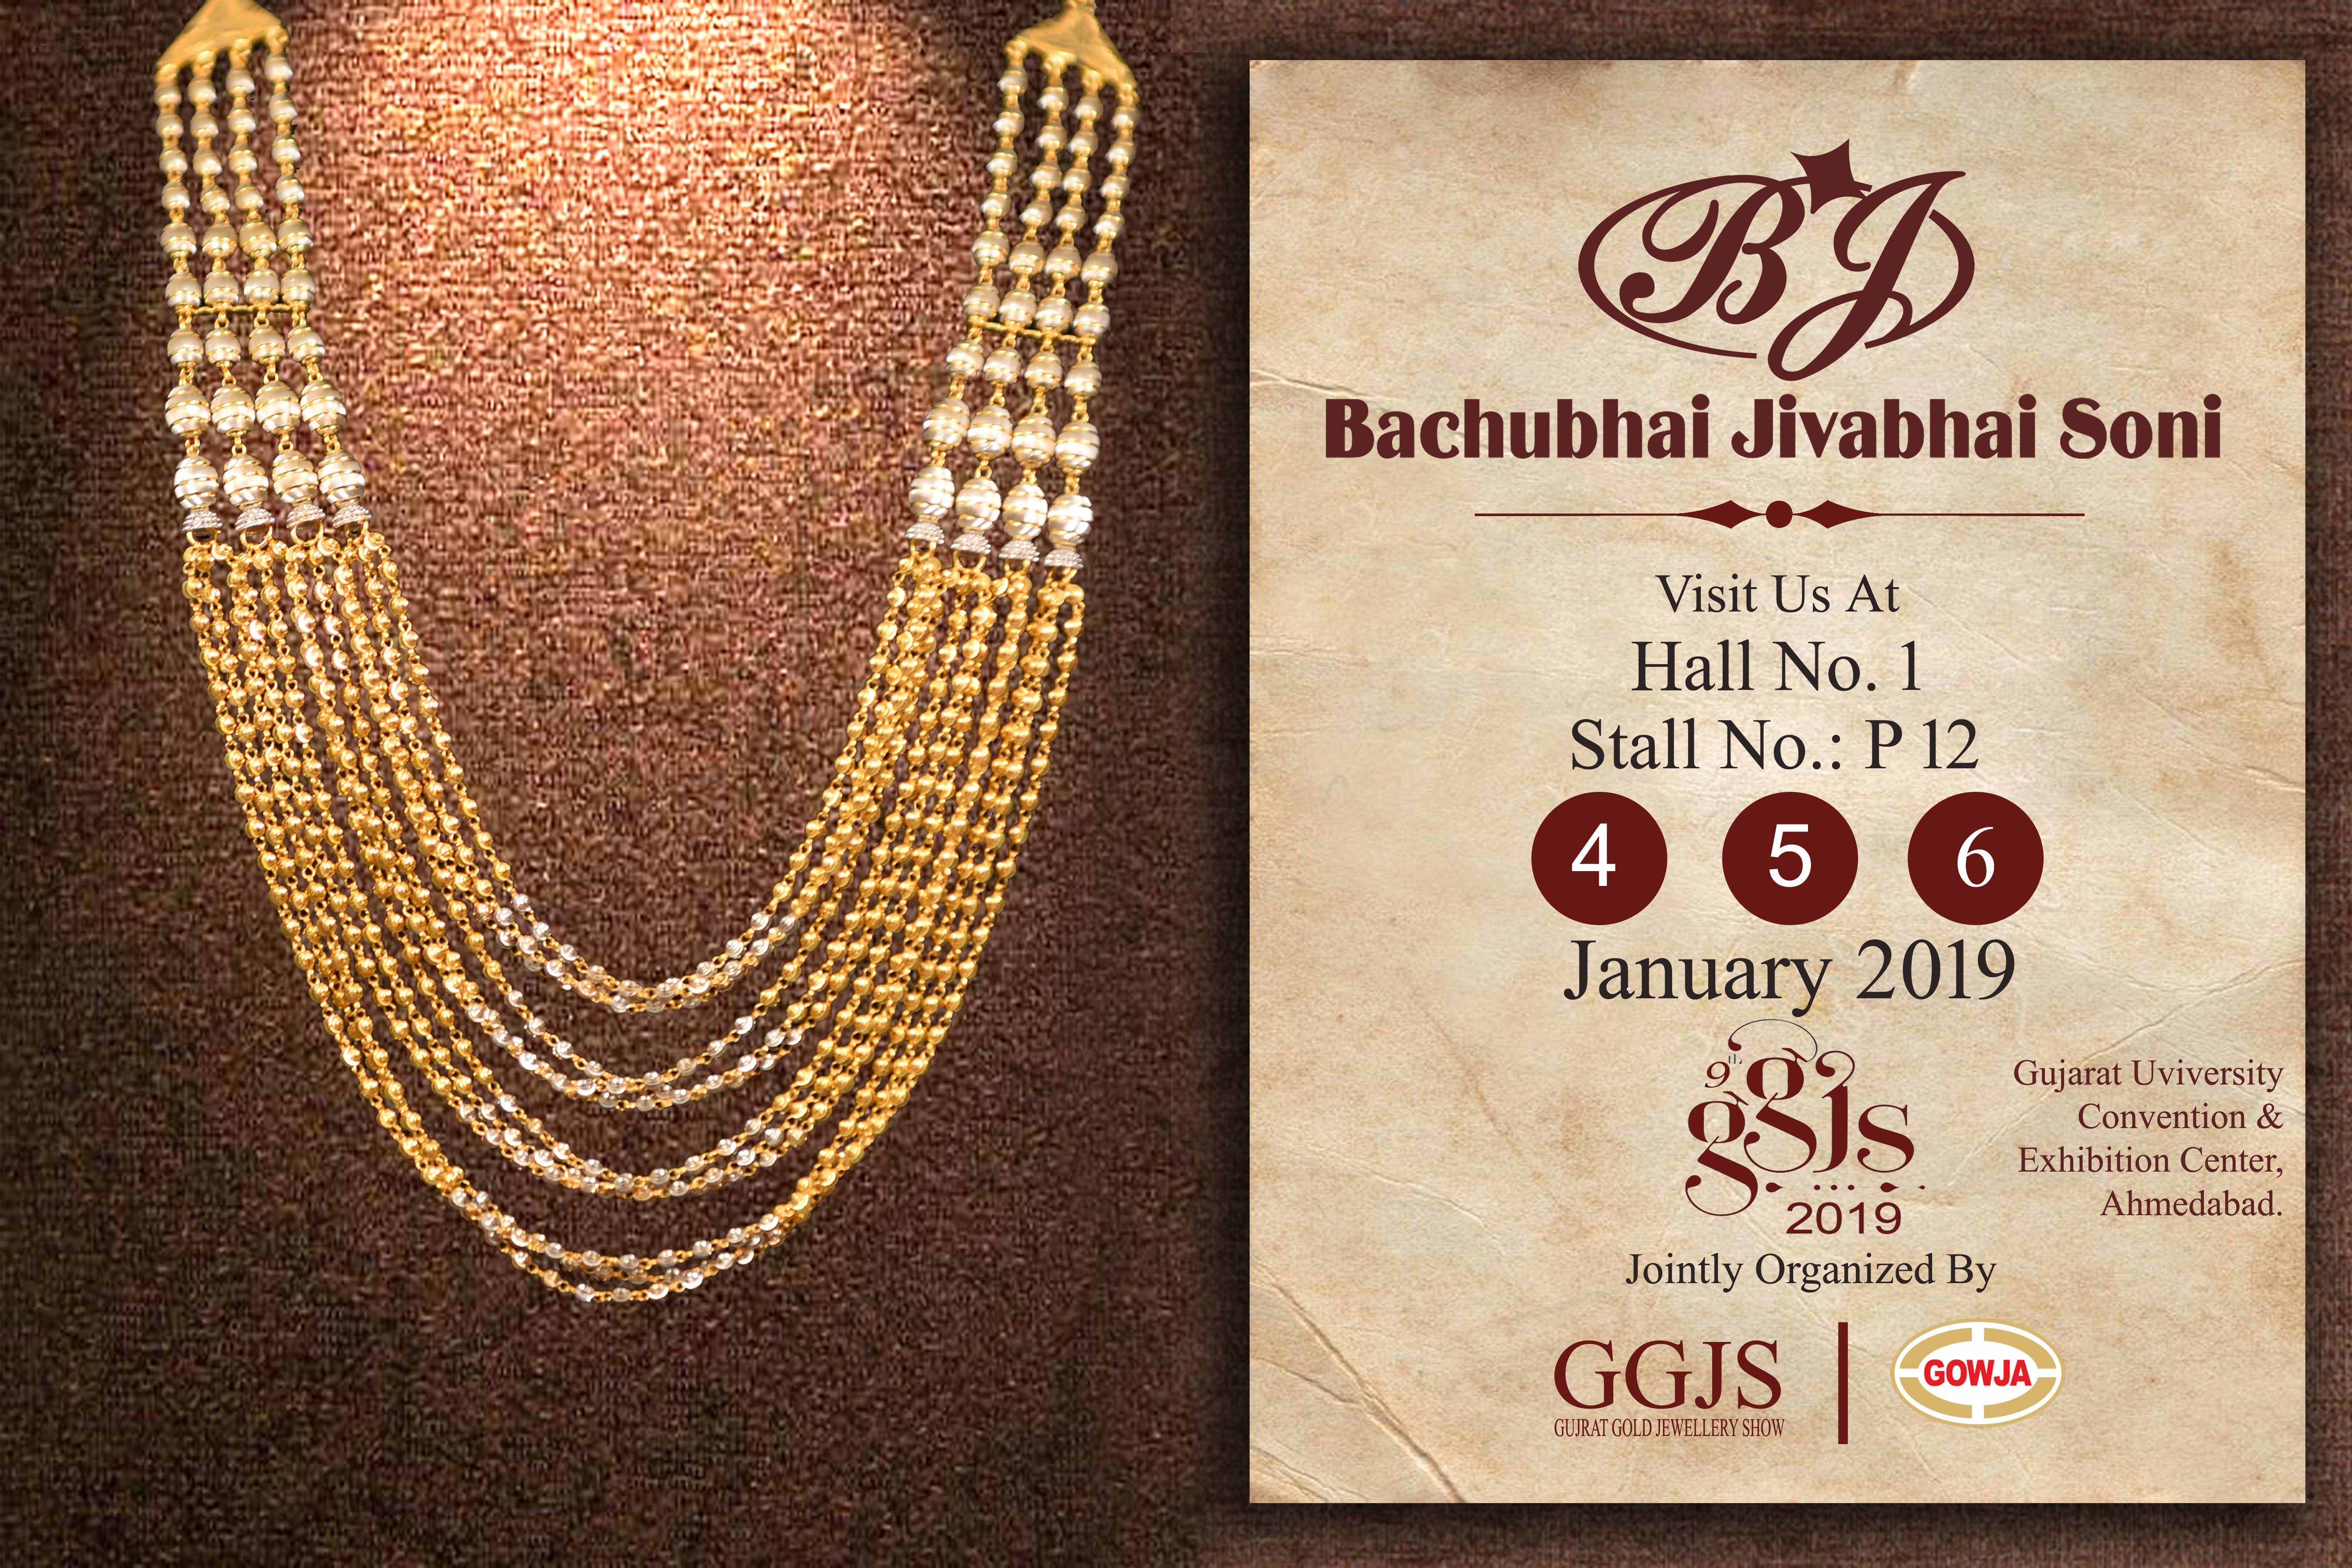 BJ
Bachubhai Jivabhai Soni
Visit Us At
Hall No. 1
Stall No.: P 12
4 5 6
January 2019
9th
ggjs
2019
Gujarat Uviversity
Convention &
Exhibition Center,
Ahmedabad.
Jointly Organized By
GGJS
GUJRAT GOLD JEWELLERY SHOW
GOWJA